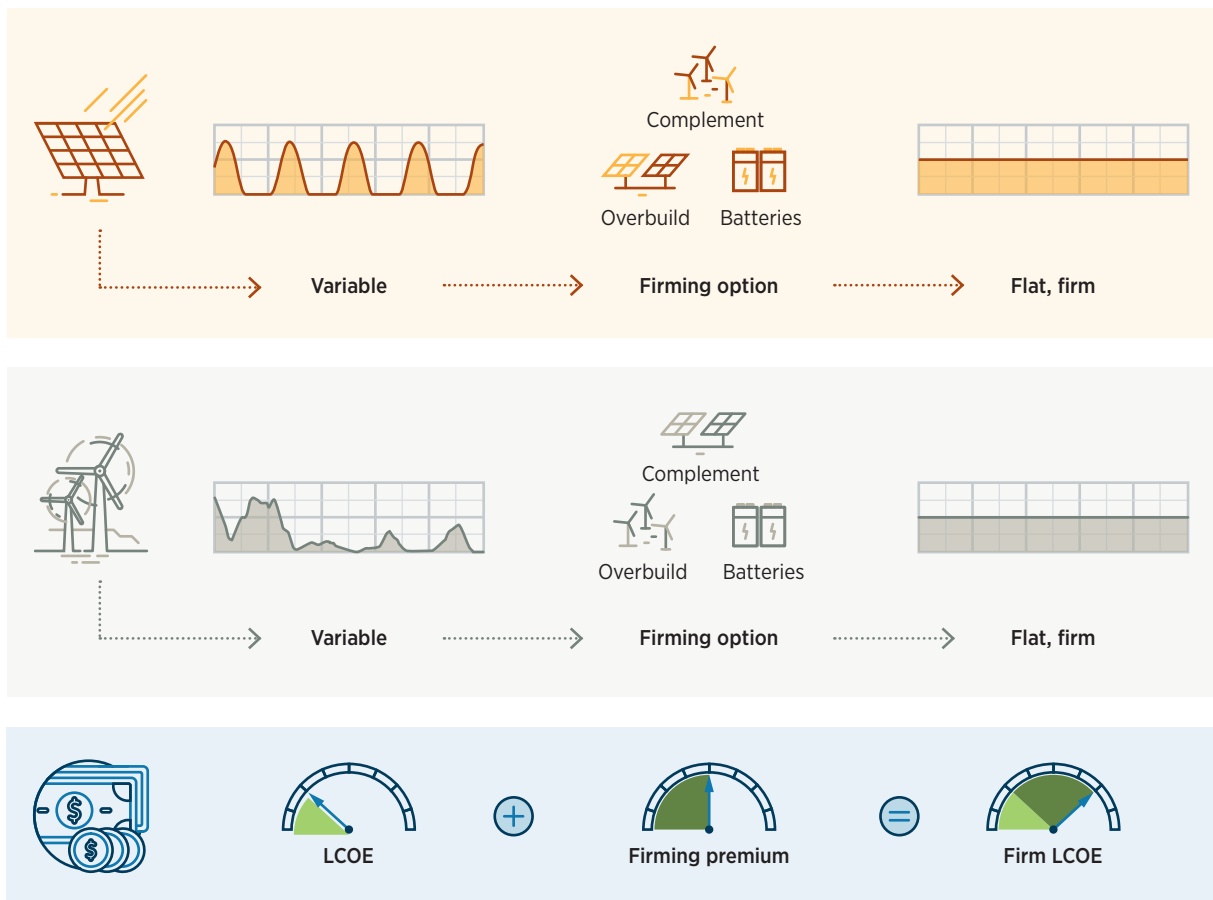 Complement
Overbuild
Batteries
Variable
Firming option
Flat, firm
Complement
Overbuild
Batteries
Variable
Firming option
Flat, firm
$
$
+
=
LCOE
Firming premium
Firm LCOE